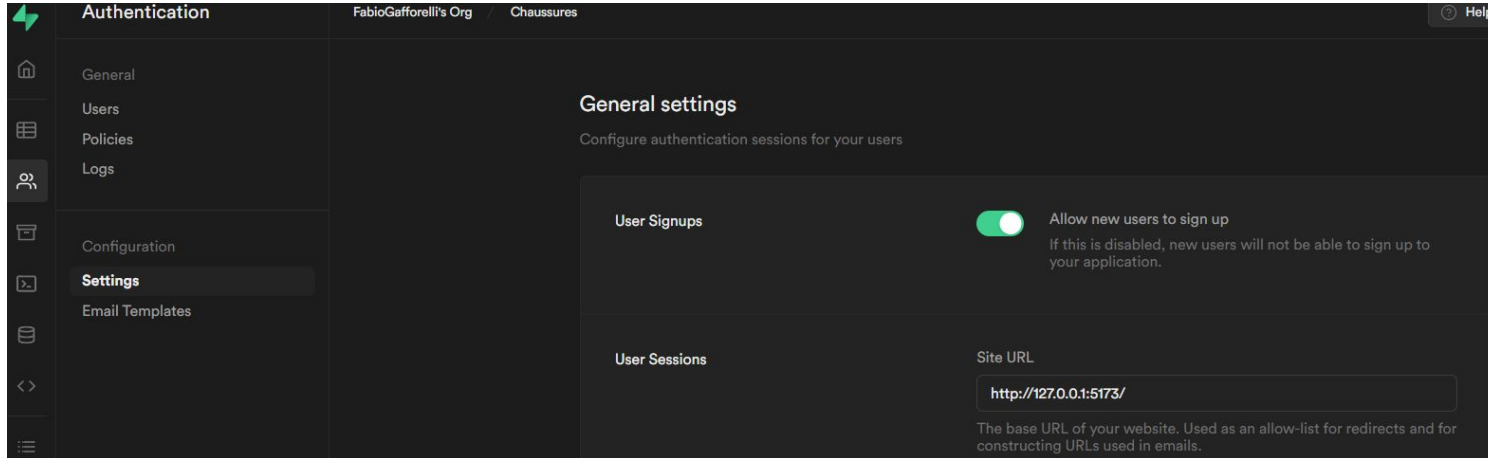 Authentication
FabioGafforelli's Org / Chaussures
Help
General
Users
Policies
Logs
Configuration
Settings
Email Templates
General settings
Configure authentication sessions for your users
User Signups
Allow new users to sign up
If this is disabled, new users will not be able to sign up to
your application.
User Sessions
Site URL
http://127.0.0.1:5173/
The base URL of your website. Used as an allow-list for redirects and for
constructing URLs used in emails.